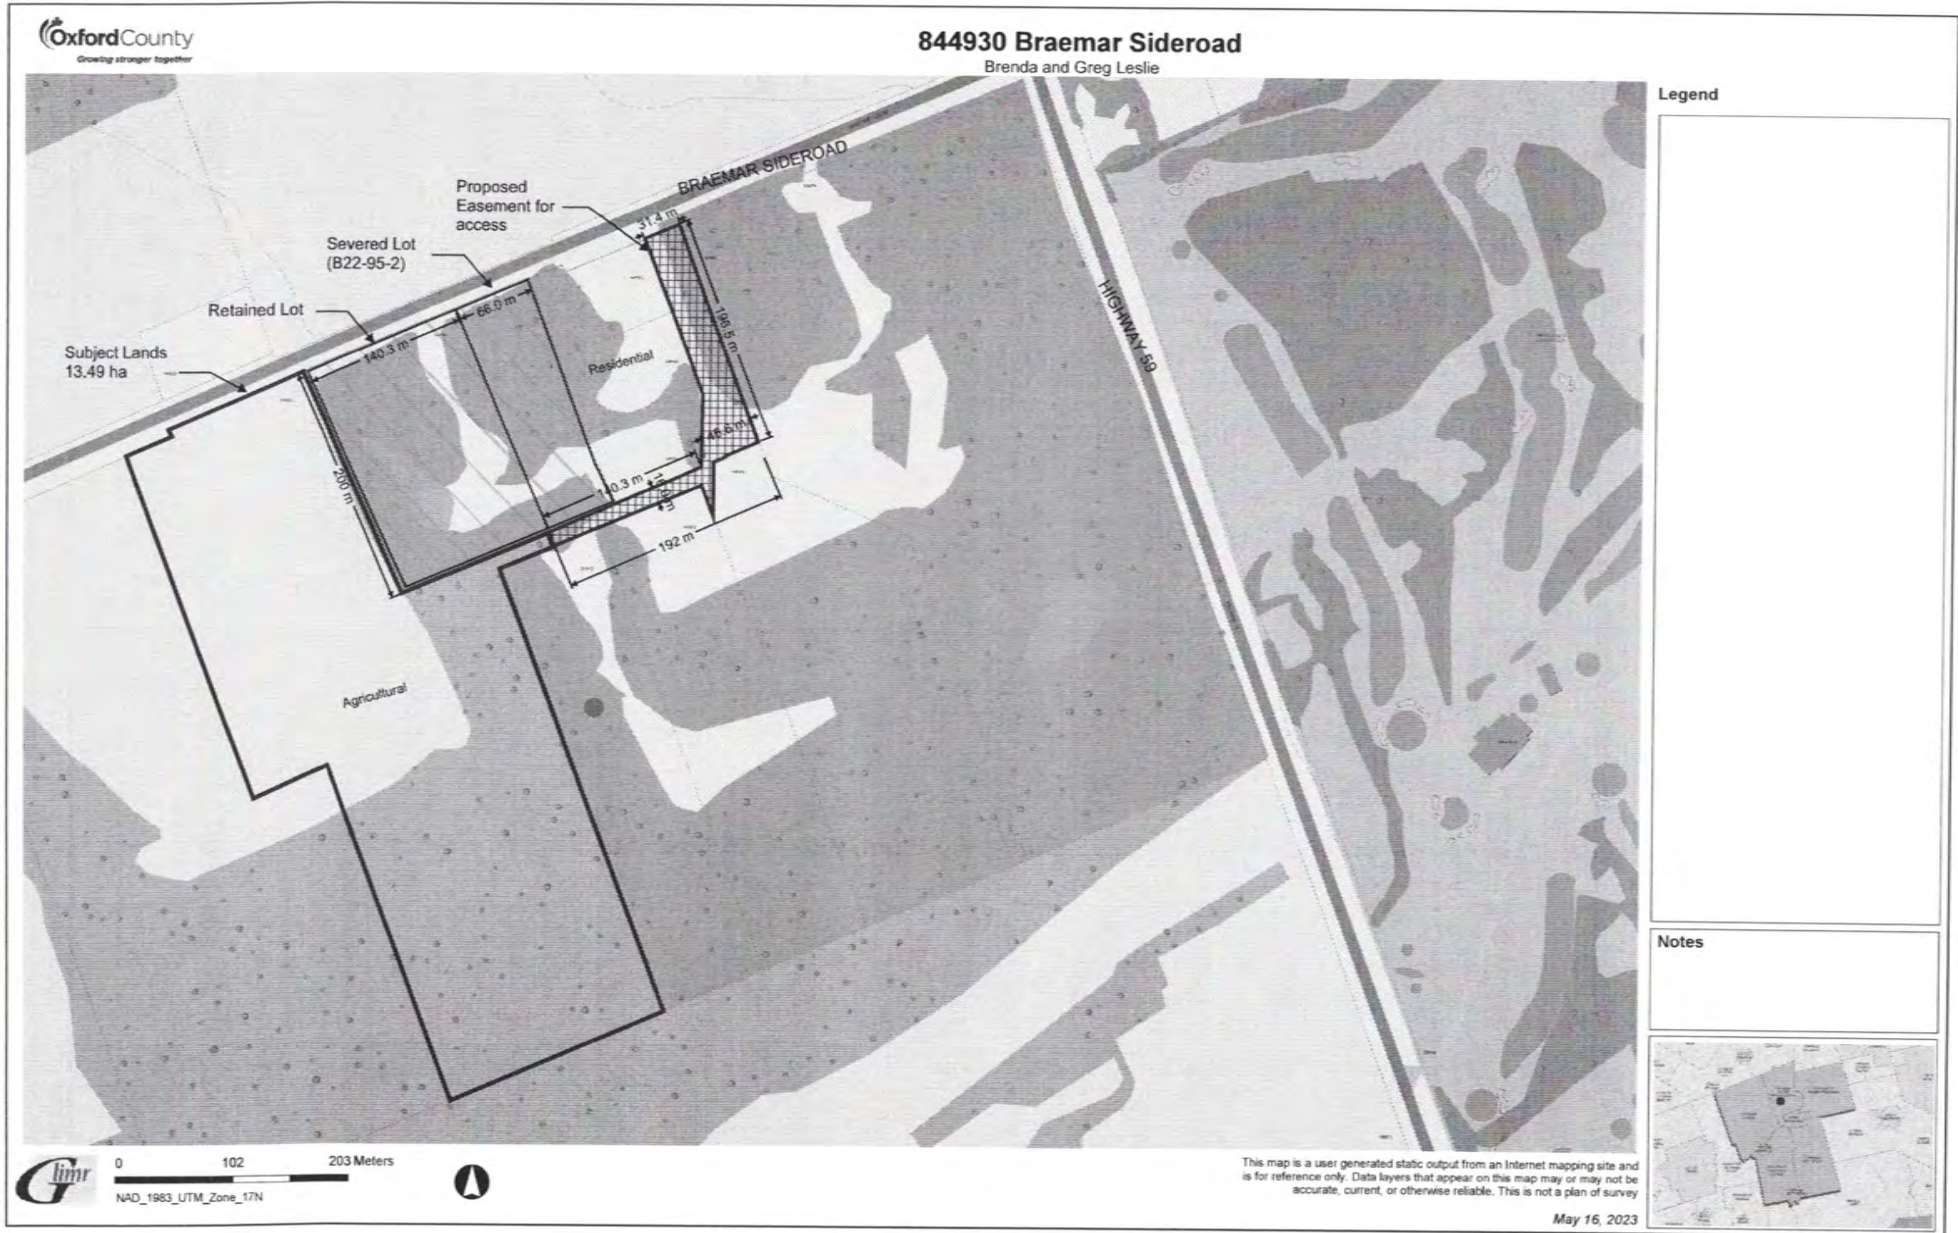 OxfordCounty
Growing stronger together
844930 Braemar Sideroad
Brenda and Greg Leslie
Legend
BRAEMAR SIDEROAD
Proposed
Easement for
access
31.4 m
Severed Lot
(B22-95-2)
66.0 m
196.5 m
HIGHWAY 59
Retained Lot
140.3 m
Residential
Subject Lands
13.49 ha
200 m
140.3 m
192 m
Agricultural
Notes
Glimr
0 102 203 Meters
NAD_1983_UTM_Zone_17N
This map is a user generated static output from an Internet mapping site and
is for reference only. Data layers that appear on this map may or may not be
accurate, current, or otherwise reliable. This is not a plan of survey
May 16, 2023